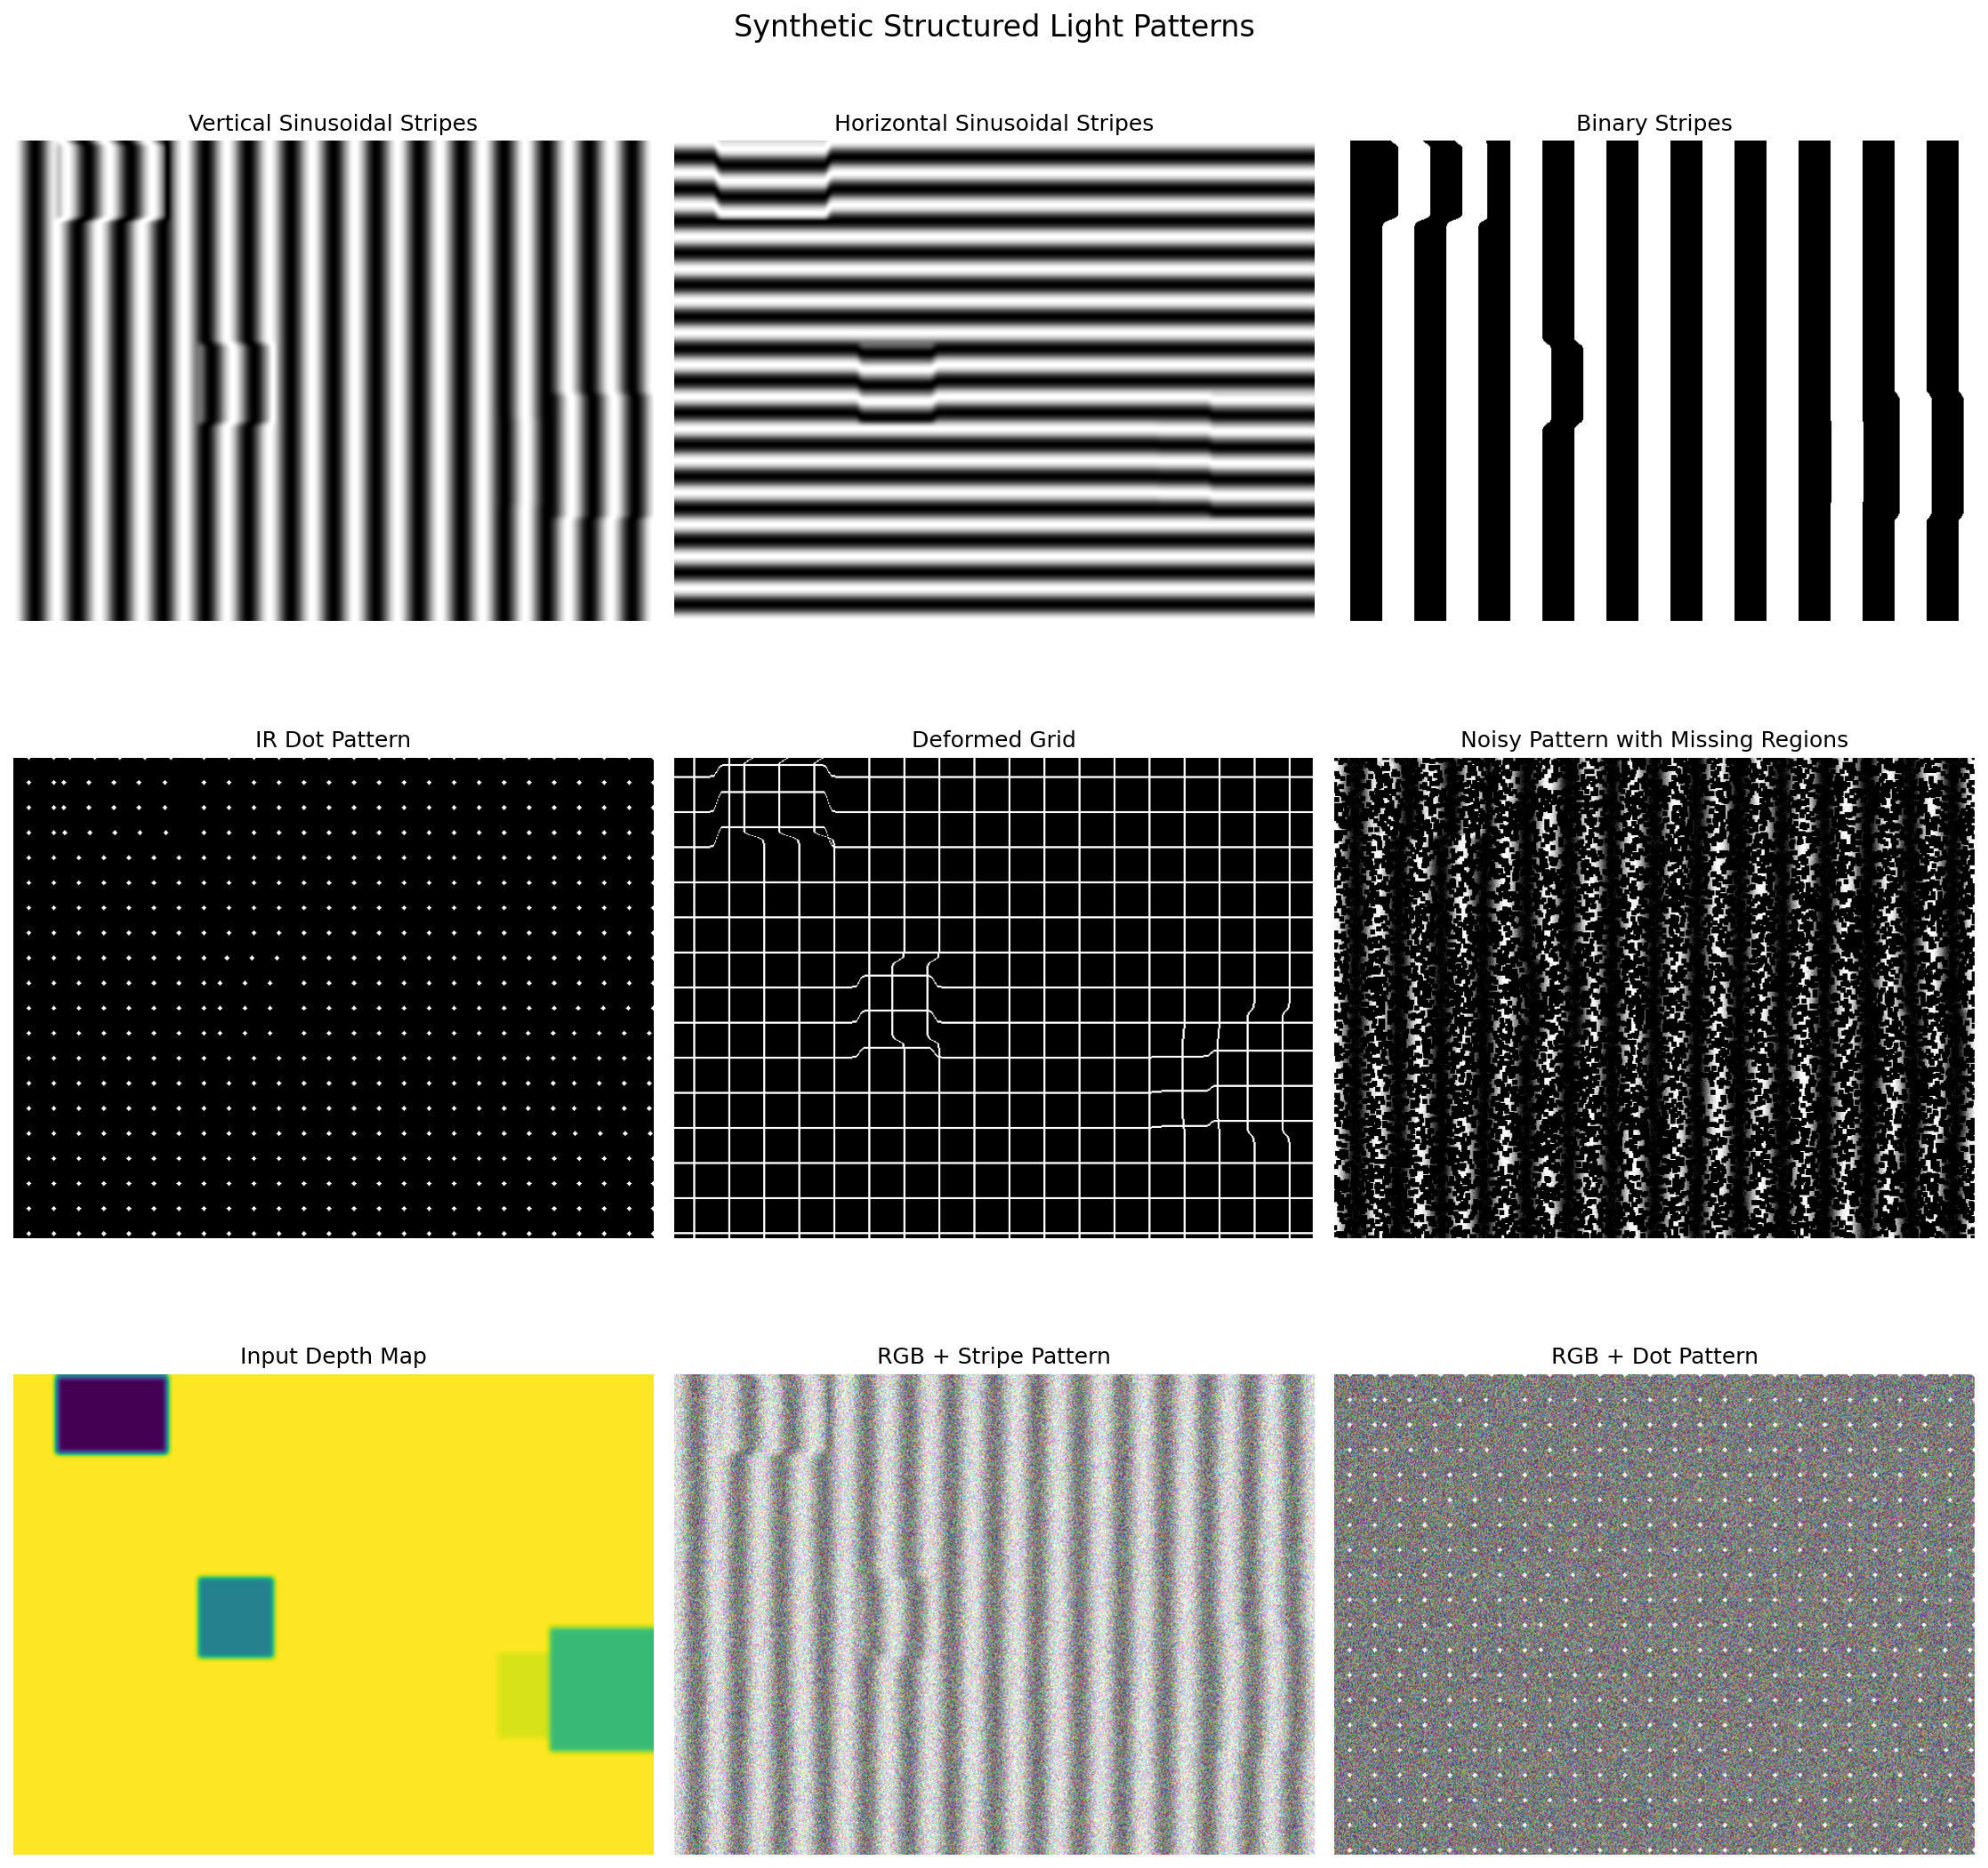 Synthetic Structured Light Patterns
Vertical Sinusoidal Stripes
Horizontal Sinusoidal Stripes
Binary Stripes
IR Dot Pattern
Deformed Grid
Noisy Pattern with Missing Regions
Input Depth Map
RGB + Stripe Pattern
RGB + Dot Pattern